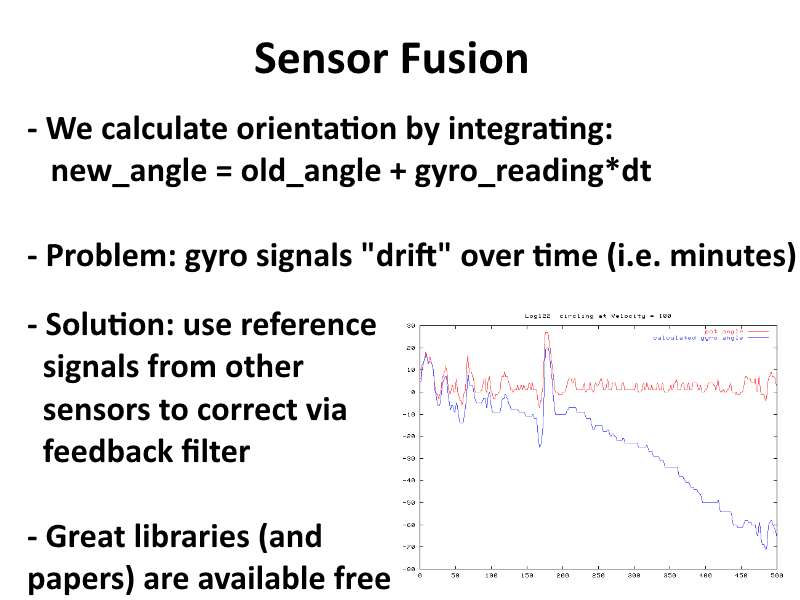 Sensor Fusion
- We calculate orientation by integrating:
new_angle = old_angle + gyro_reading*dt
- Problem: gyro signals "drift" over time (i.e. minutes)
- Solution: use reference
signals from other
sensors to correct via
feedback filter
- Great libraries (and
papers) are available free
Log122 circling at Velocity = 100
pot angle
calculated gyro angle
30
20
10
0
-10
-20
-30
-40
-50
-60
-70
-80
0 50 100 150 200 250 300 350 400 450 500